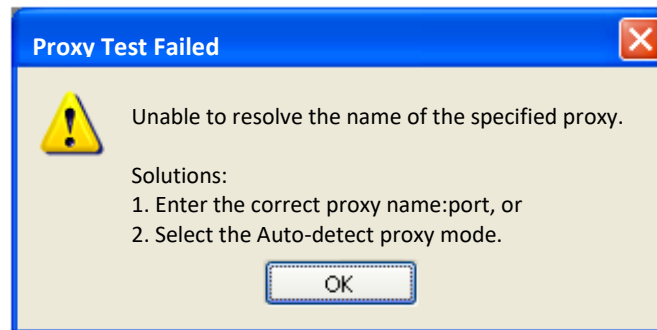 Proxy Test Failed
Unable to resolve the name of the specified proxy.
Solutions:
1. Enter the correct proxy name:port, or
2. Select the Auto-detect proxy mode.
OK